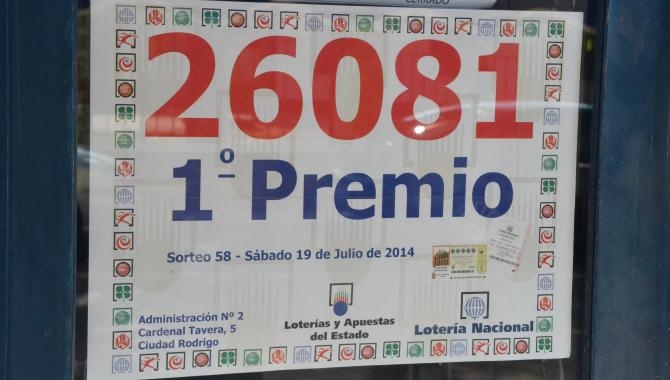 CERRADO
26081
1º Premio
Sorteo 58 - Sábado 19 de Julio de 2014
Administración Nº 2
Cardenal Tavera, 5
Ciudad Rodrigo
Loterías y Apuestas
del Estado
Lotería Nacional